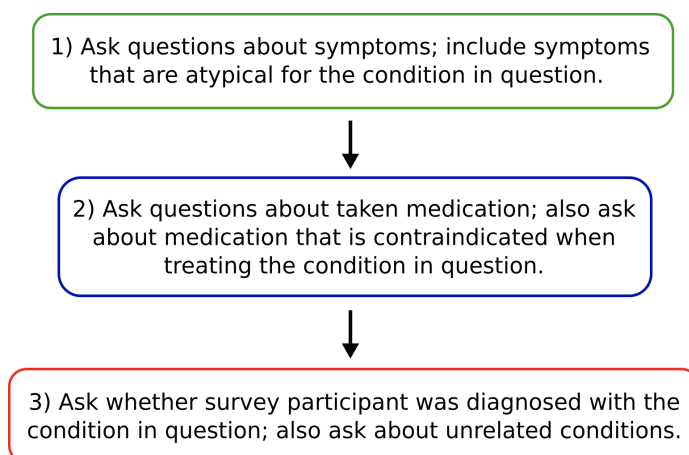 1) Ask questions about symptoms; include symptoms
that are atypical for the condition in question.
2) Ask questions about taken medication; also ask
about medication that is contraindicated when
treating the condition in question.
3) Ask whether survey participant was diagnosed with the
condition in question; also ask about unrelated conditions.